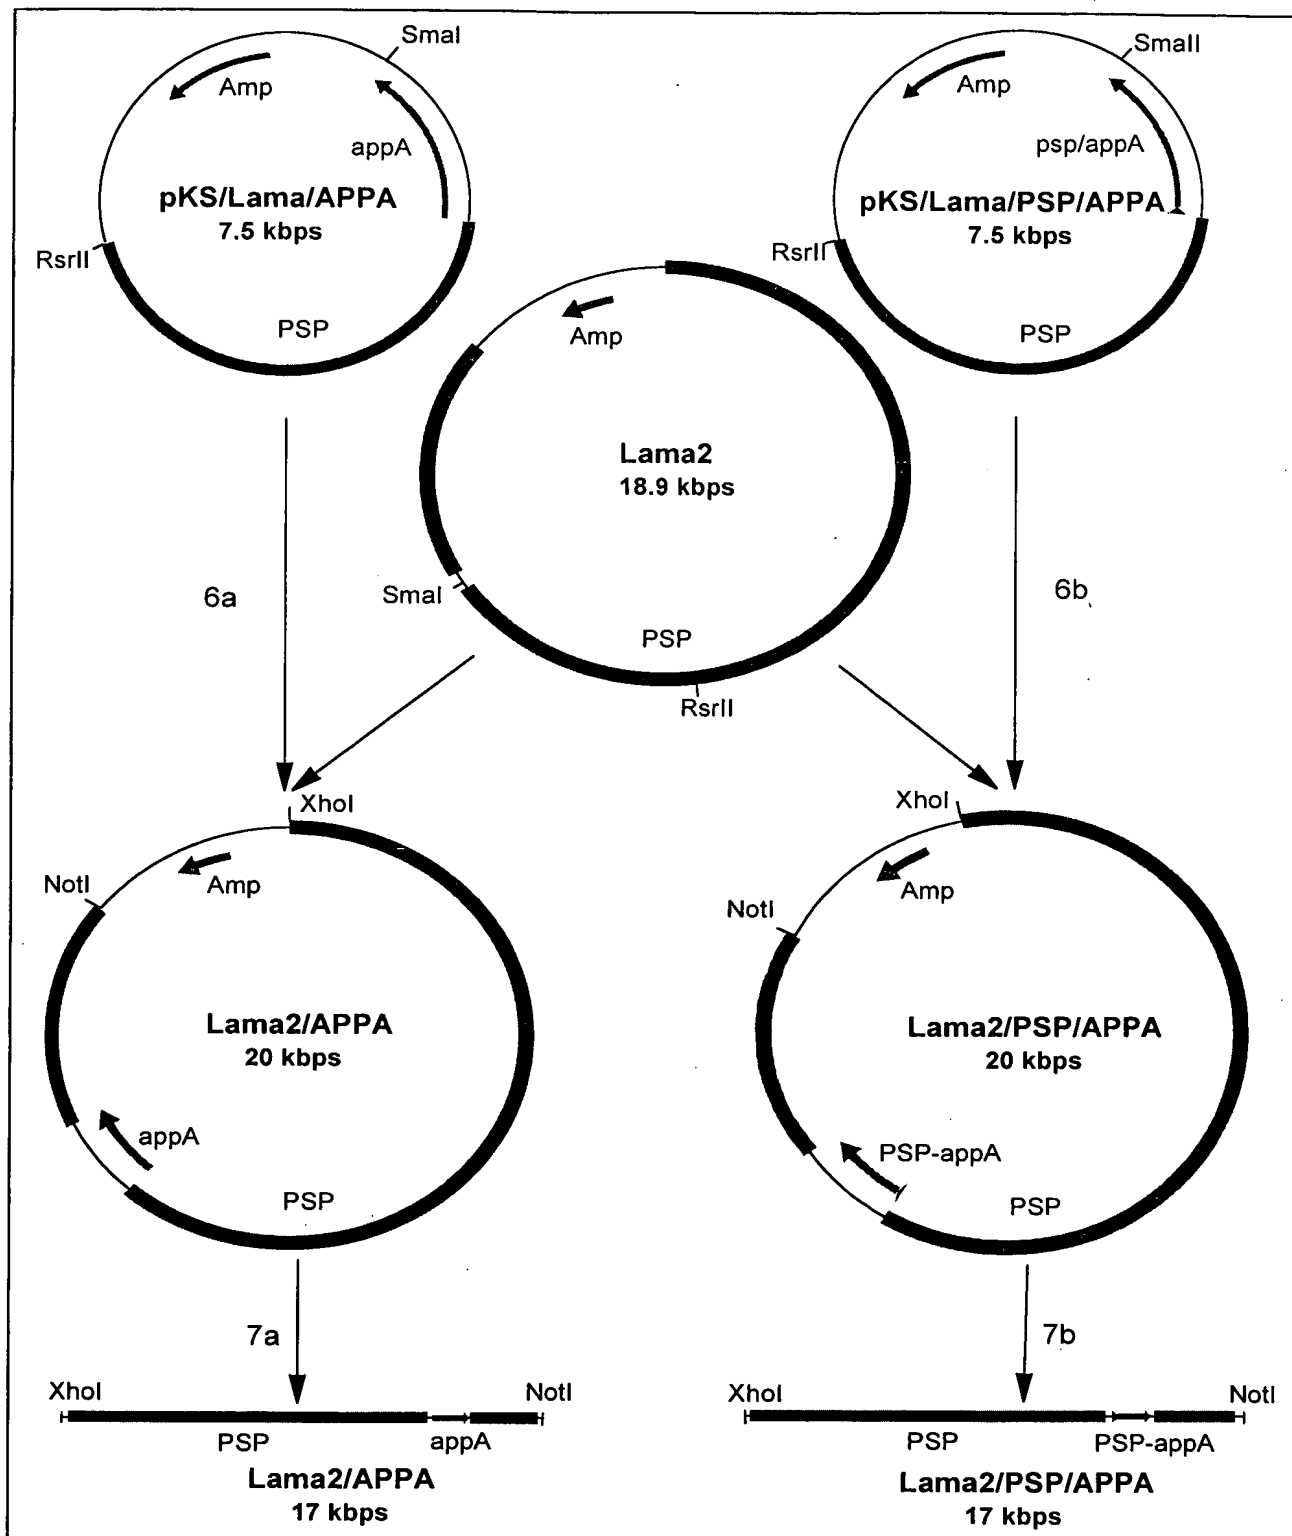 SmaI
Amp
appA
pKS/Lama/APPA
7.5 kbps
RsrII
PSP
SmaII
Amp
psp/appA
pKS/Lama/PSP/APPA
7.5 kbps
RsrII
PSP
Amp
Lama2
18.9 kbps
SmaI
PSP
RsrII
6a
6b
XhoI
Amp
NotI
Lama2/APPA
20 kbps
appA
PSP
XhoI
Amp
NotI
Lama2/PSP/APPA
20 kbps
PSP-appA
PSP
7a
7b
XhoI
NotI
PSP
appA
Lama2/APPA
17 kbps
XhoI
NotI
PSP
PSP-appA
Lama2/PSP/APPA
17 kbps